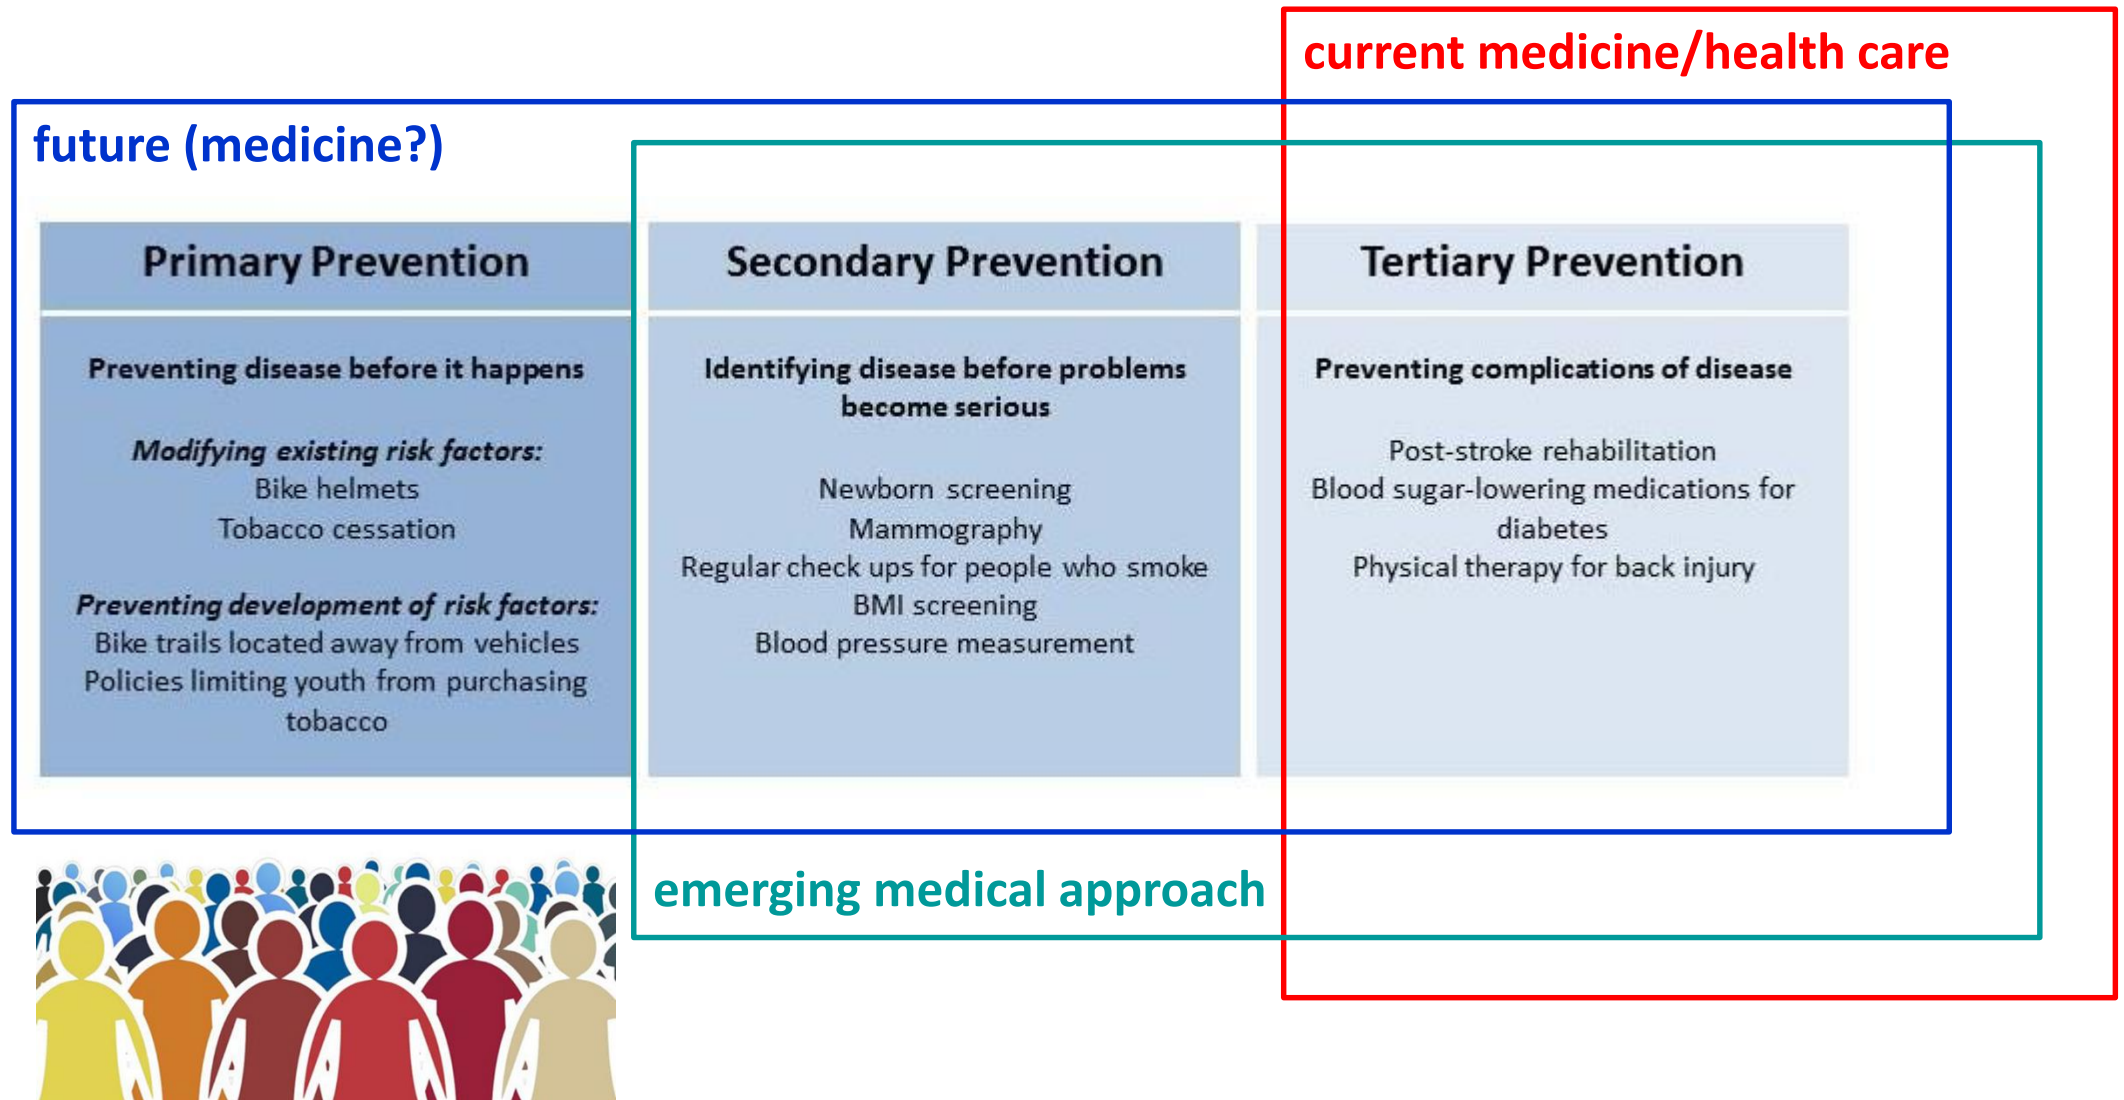 current medicine/health care
future (medicine?)
Primary Prevention
Preventing disease before it happens
Modifying existing risk factors:
Bike helmets
Tobacco cessation
Preventing development of risk factors:
Bike trails located away from vehicles
Policies limiting youth from purchasing
tobacco
Secondary Prevention
Identifying disease before problems
become serious
Newborn screening
Mammography
Regular check ups for people who smoke
BMI screening
Blood pressure measurement
Tertiary Prevention
Preventing complications of disease
Post-stroke rehabilitation
Blood sugar-lowering medications for
diabetes
Physical therapy for back injury
emerging medical approach